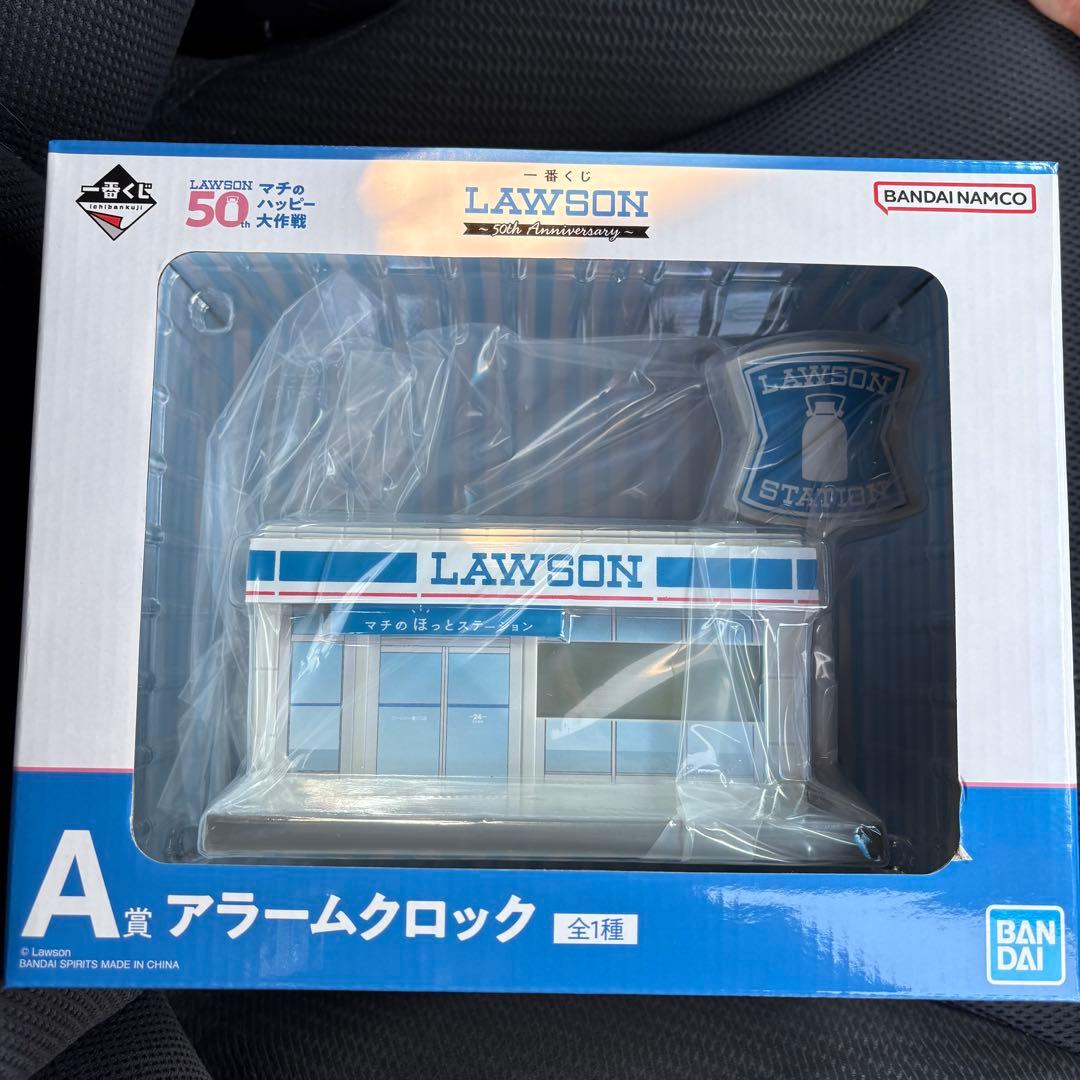 一番くじ
ichibankuji
LAWSON
50th
マチの
ハッピー
大作戦
一番くじ
LAWSON
~ 50th Anniversary ~
BANDAI NAMCO
LAWSON
STATION
LAWSON
マチの ほっとステーション
24
A賞 アラームクロック 全1種
© Lawson
BANDAI SPIRITS MADE IN CHINA
BAN
DAI